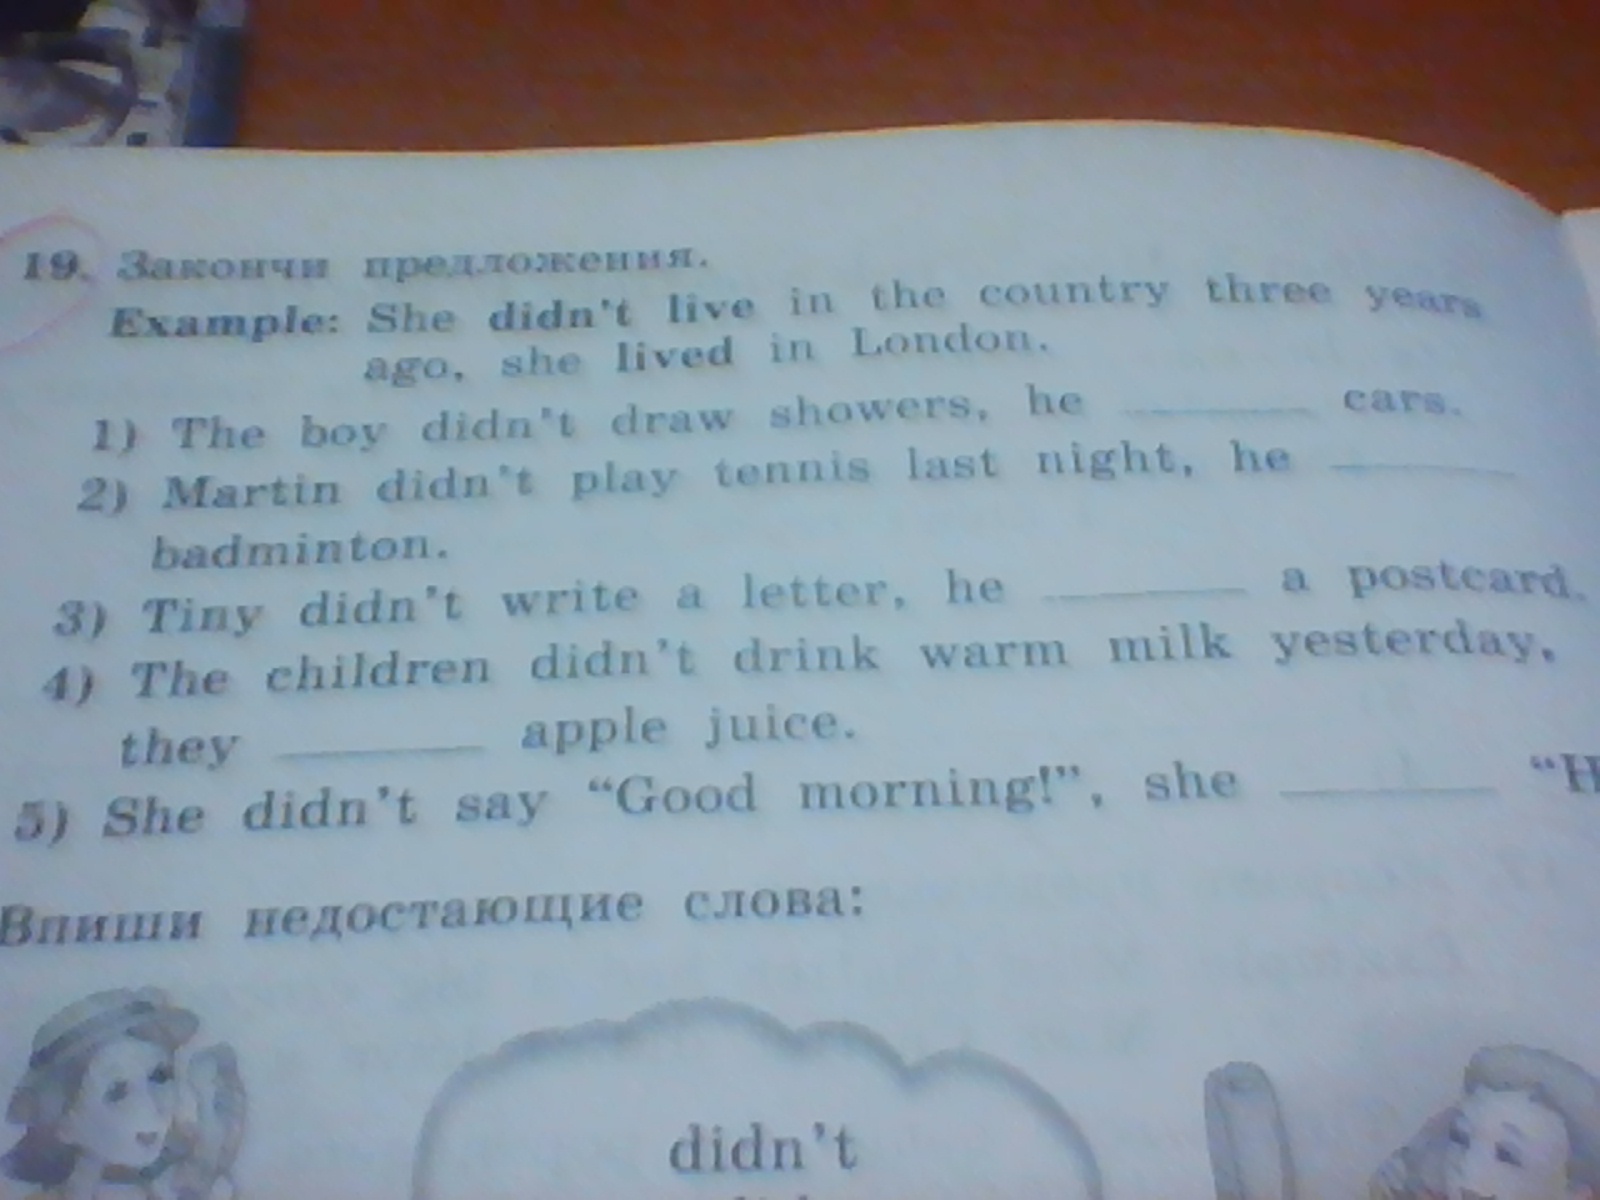 19. Закончи предложения.
Example: She didn't live in the country three years
ago, she lived in London.
1) The boy didn't draw showers, he ________ cars.
2) Martin didn't play tennis last night, he ________
badminton.
3) Tiny didn't write a letter, he ________ a postcard.
4) The children didn't drink warm milk yesterday,
they ________ apple juice.
5) She didn't say “Good morning!”, she ________ “H
Впиши недостающие слова:
didn't